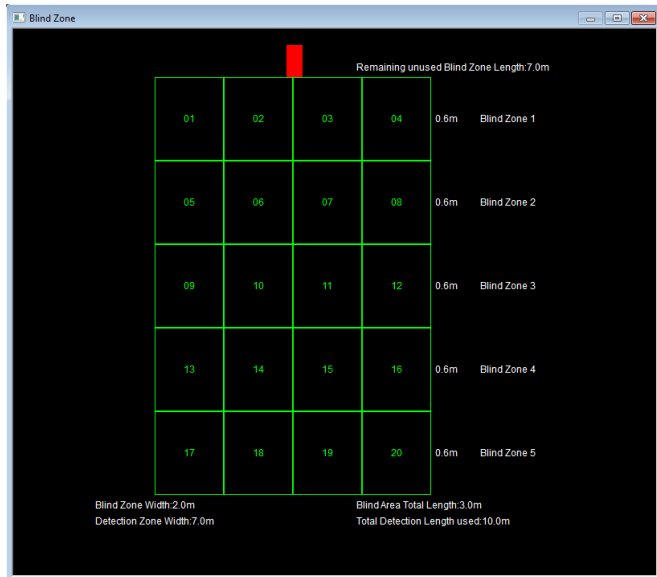 Blind Zone
Remaining unused Blind Zone Length:7.0m
01 02 03 04 0.6m Blind Zone 1
05 06 07 08 0.6m Blind Zone 2
09 10 11 12 0.6m Blind Zone 3
13 14 15 16 0.6m Blind Zone 4
17 18 19 20 0.6m Blind Zone 5
Blind Zone Width:2.0m Blind Area Total Length:3.0m
Detection Zone Width:7.0m Total Detection Length used:10.0m